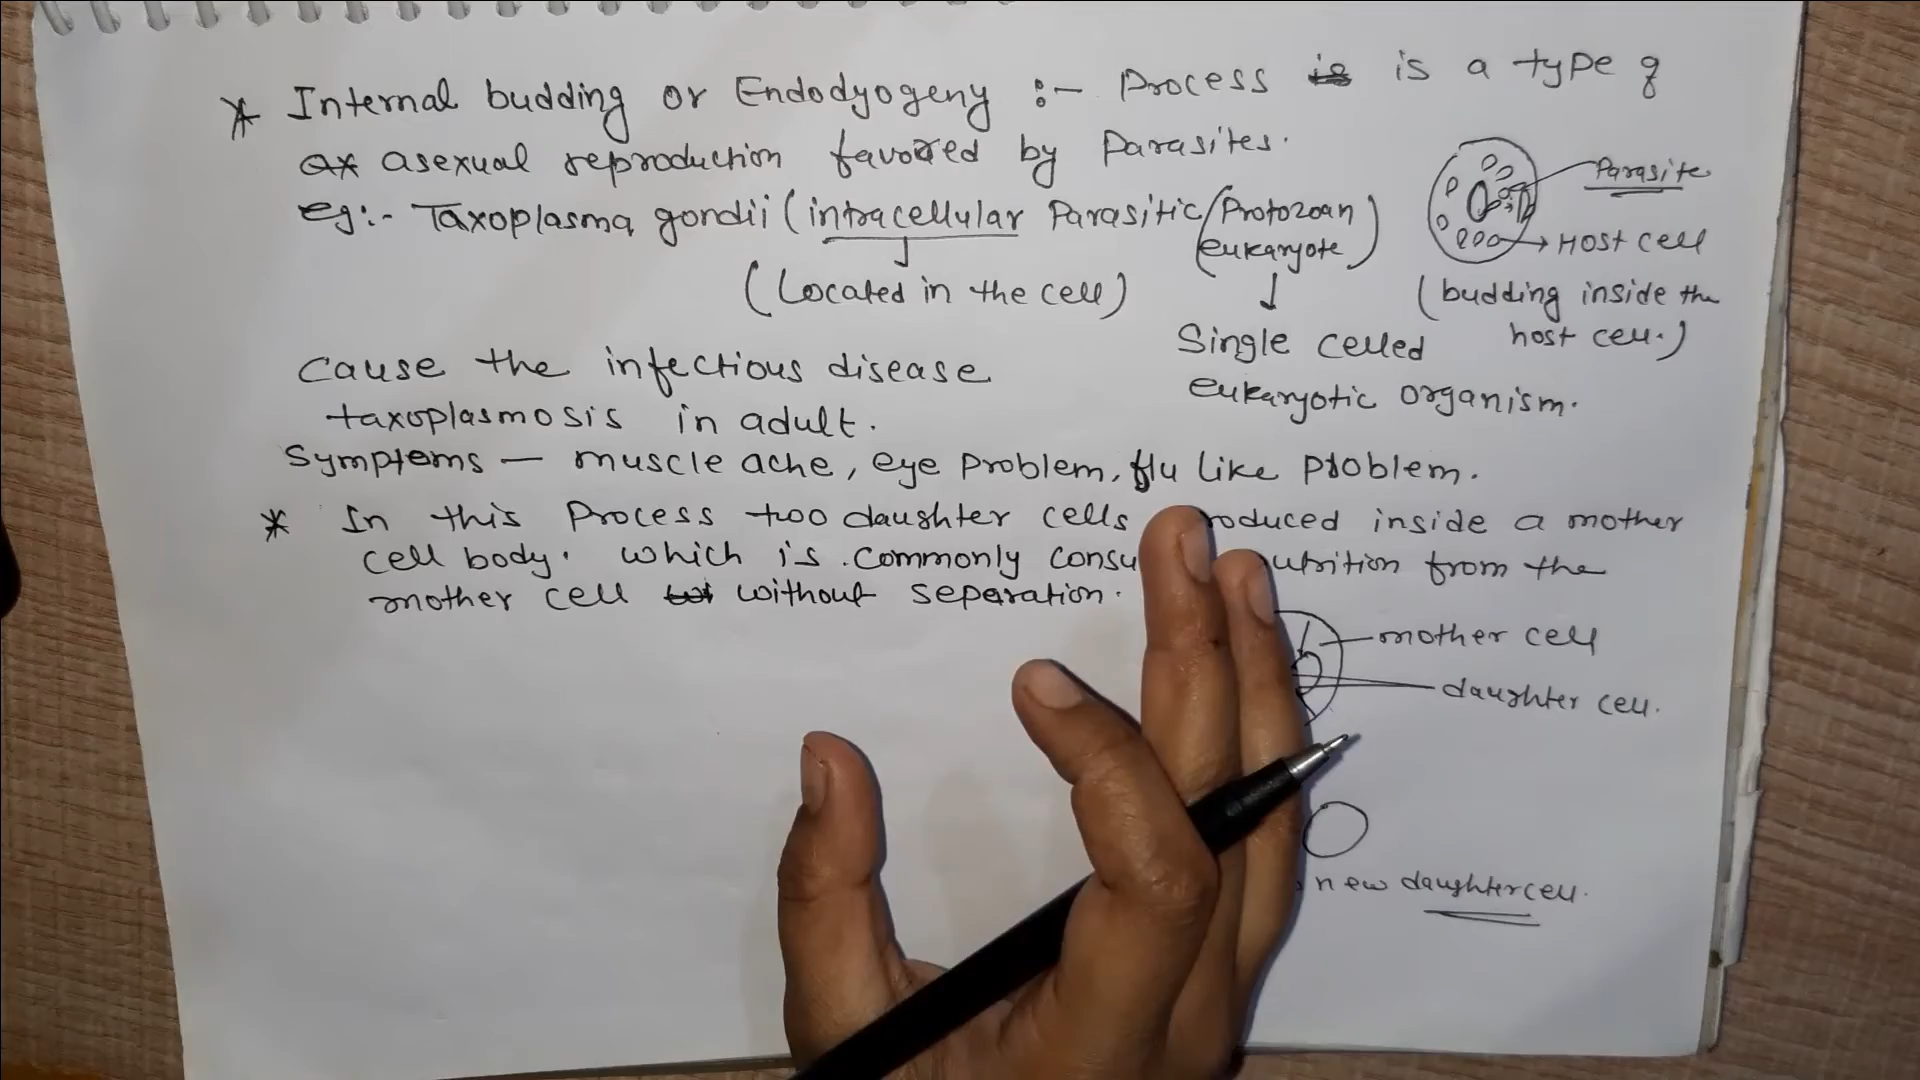 * Internal budding or Endodyogeny :- Process is is a type of
asexual reproduction favored by Parasites.
eg:- Taxoplasma gondii (intracellular Parasitic/Protozoan
eukaryote)
Parasite
Host cell
(Located in the cell)
(budding inside the
host cell.)
Single celled
eukaryotic organism.
cause the infectious disease
taxoplasmosis in adult.
Symptoms – muscle ache, eye problem, flu like problem.
* In this Process two daughter cells roduced inside a mother
cell body. which is commonly consu utrition from the
mother cell without separation.
mother cell
daughter cell.
new daughter cell.